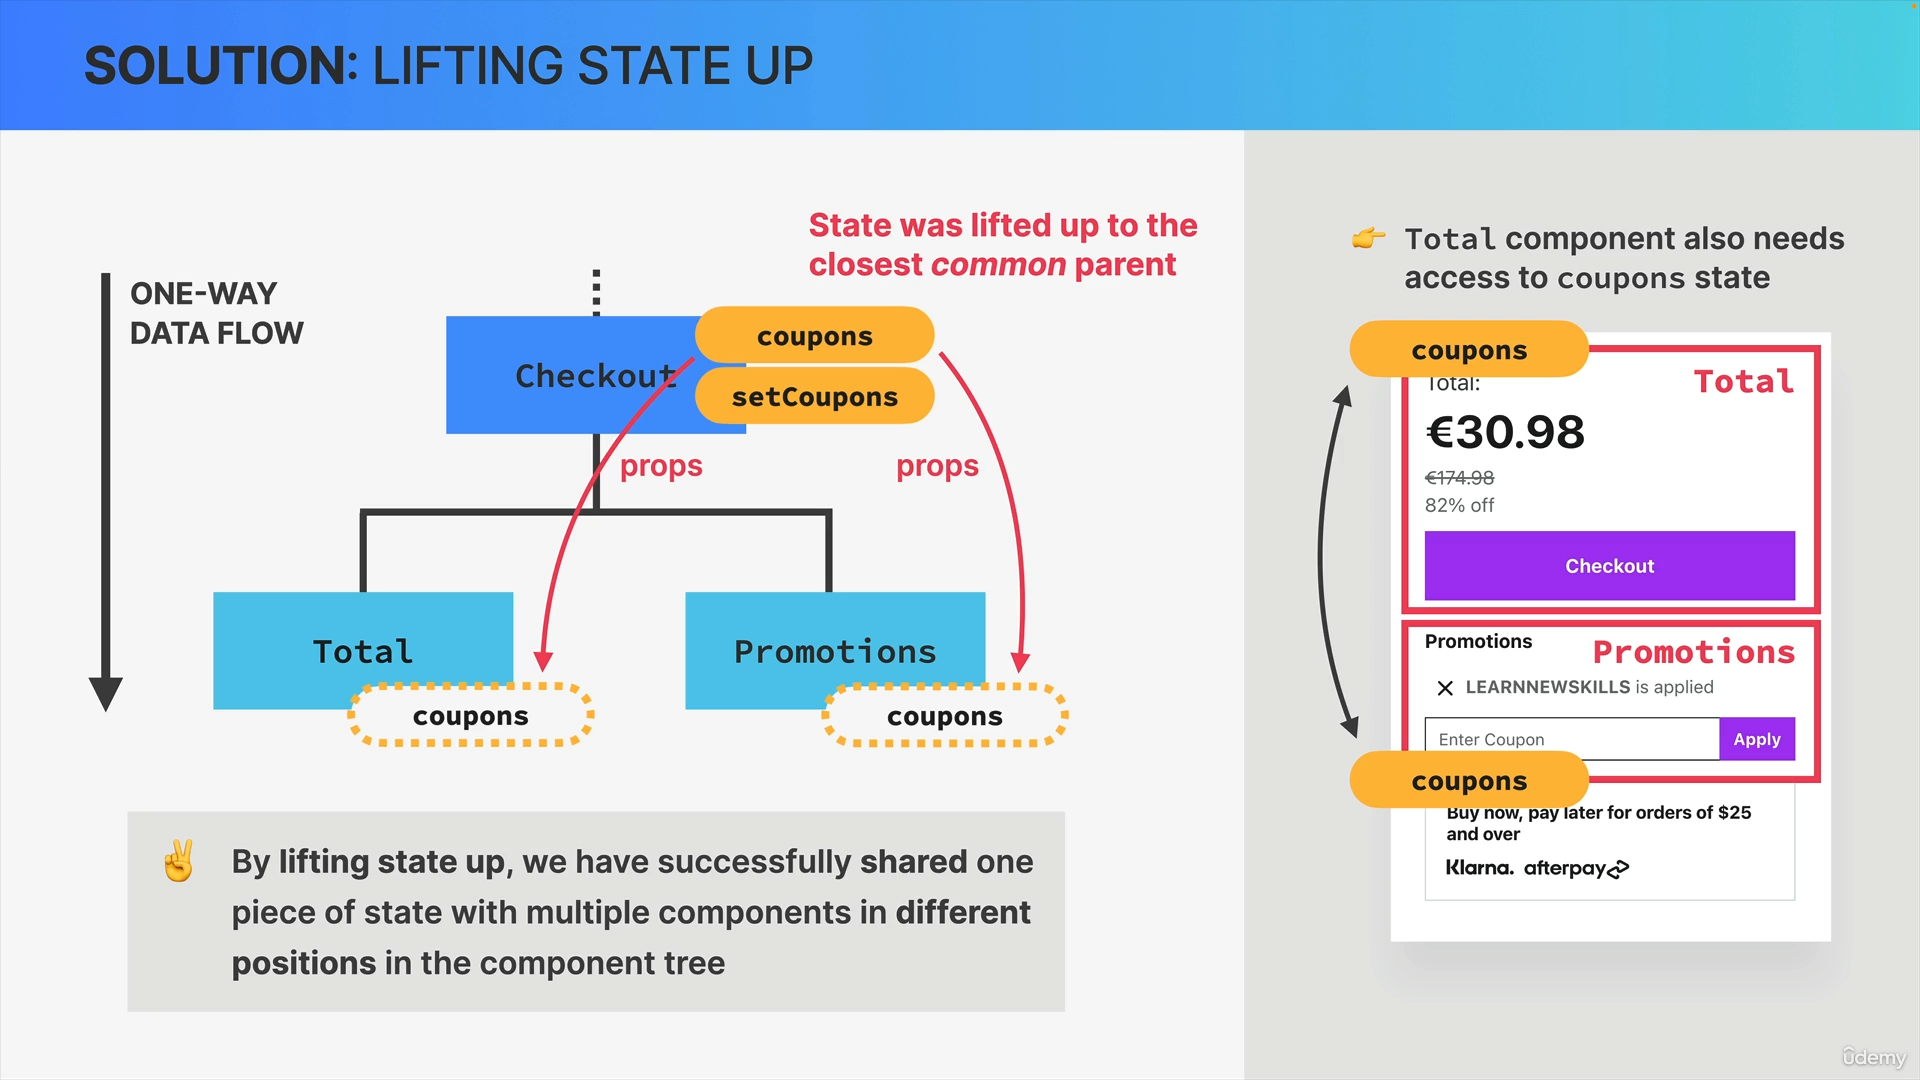 SOLUTION: LIFTING STATE UP
ONE-WAY
DATA FLOW
State was lifted up to the
closest common parent
Checkout
coupons
setCoupons
props
props
Total
coupons
Promotions
coupons
✌️ By lifting state up, we have successfully shared one
piece of state with multiple components in different
positions in the component tree
👉 Total component also needs
access to coupons state
coupons
Total:
Total
€30.98
€174.98
82% off
Checkout
Promotions
Promotions
LEARNNEWSKILLS is applied
Enter Coupon
Apply
coupons
Buy now, pay later for orders of $25
and over
Klarna. afterpay
ûdemy